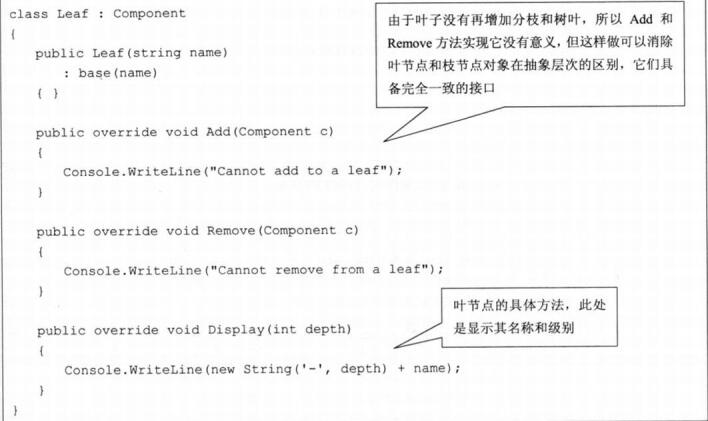 class Leaf : Component
{
public Leaf(string name)
: base(name)
{ }
由于叶子没有再增加分枝和树叶，所以 Add 和
Remove 方法实现它没有意义，但这样做可以消除
叶节点和枝节点对象在抽象层次的区别，它们具
备完全一致的接口
public override void Add(Component c)
{
Console.WriteLine("Cannot add to a leaf");
}
public override void Remove(Component c)
{
Console.WriteLine("Cannot remove from a leaf");
}
叶节点的具体方法，此处
是显示其名称和级别
public override void Display(int depth)
{
Console.WriteLine(new String('-', depth) + name);
}
}